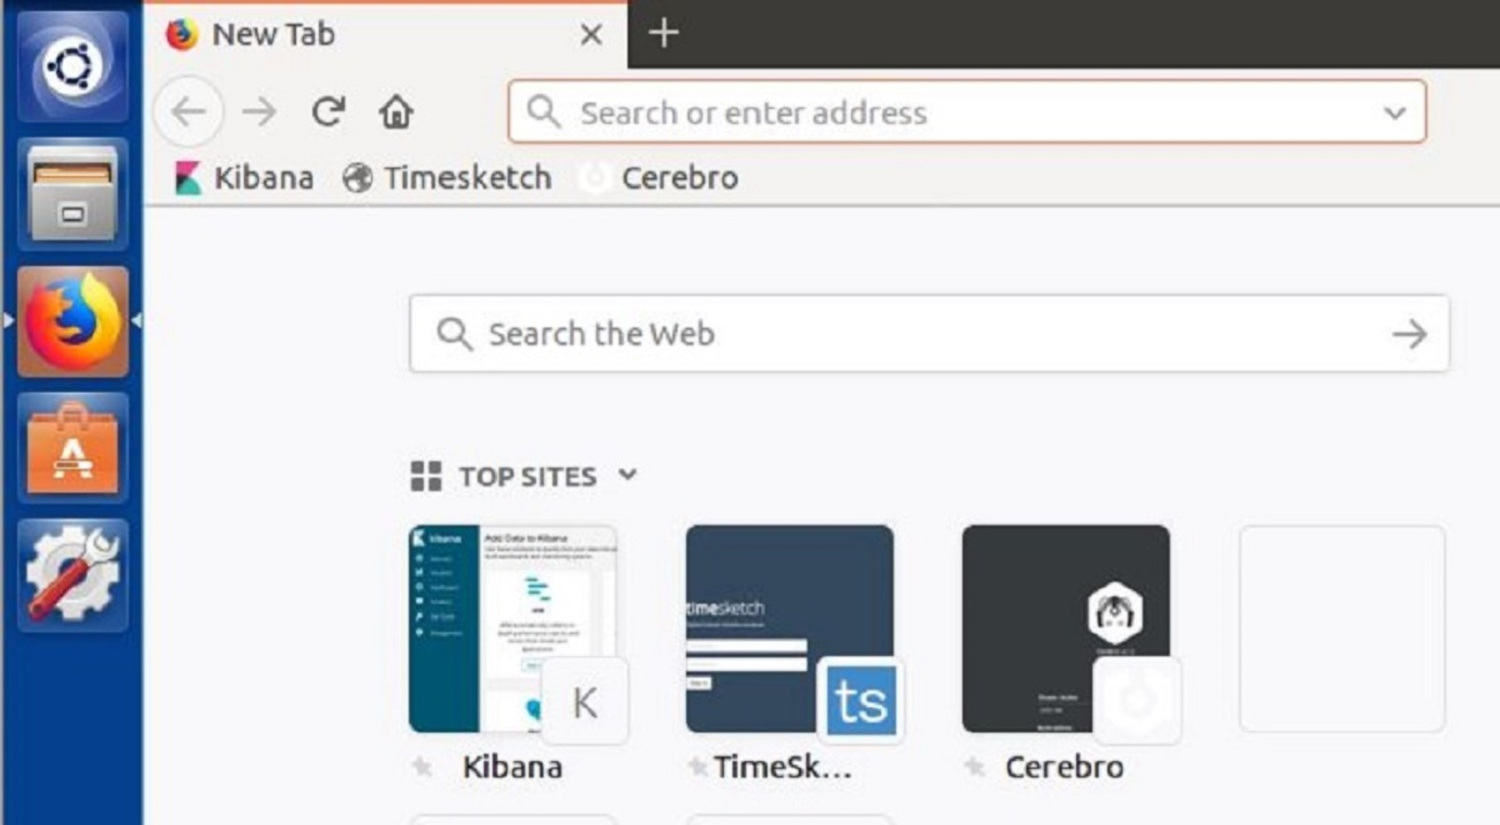 New Tab
Search or enter address
Kibana Timesketch Cerebro
Search the Web
TOP SITES
kibana
Add Data to Kibana
timesketch
K
ts
Kibana
TimeSk...
Cerebro